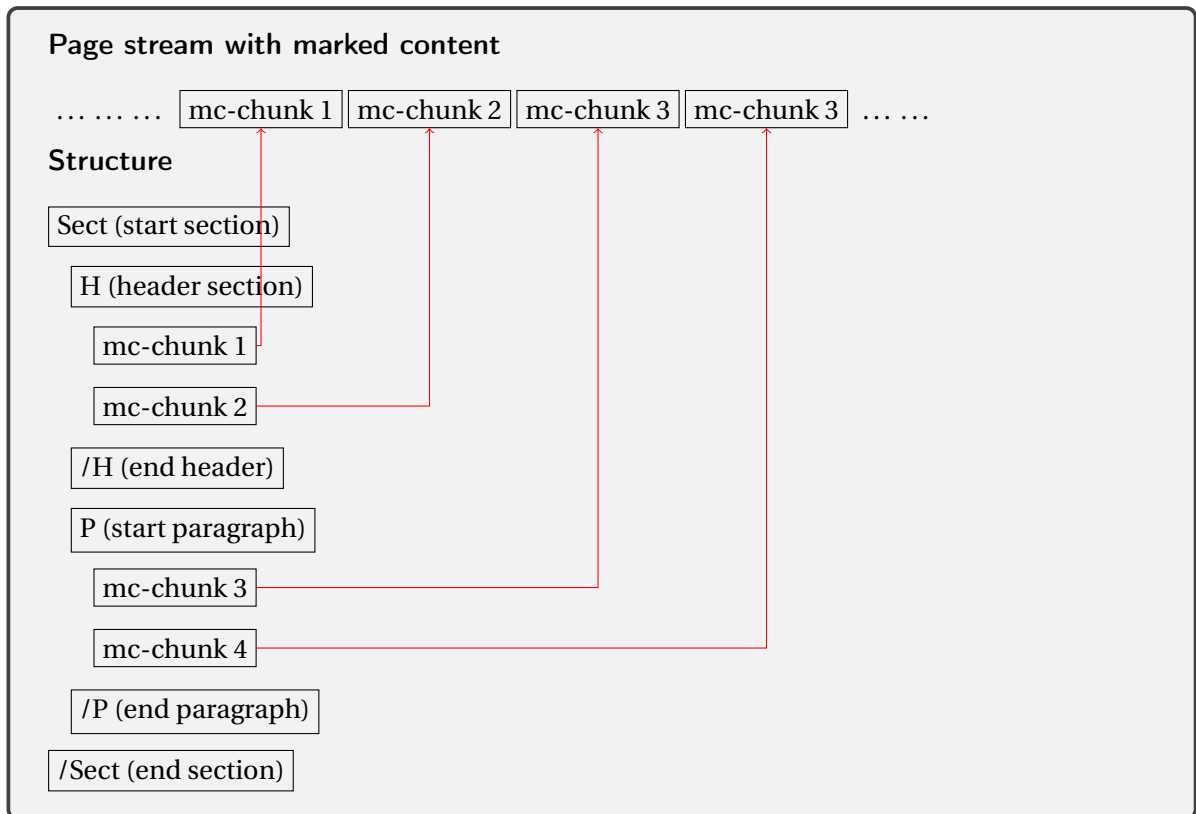 Page stream with marked content
... ... ... mc-chunk 1 mc-chunk 2 mc-chunk 3 mc-chunk 3 ... ...
Structure
Sect (start section)
H (header section)
mc-chunk 1
mc-chunk 2
/H (end header)
P (start paragraph)
mc-chunk 3
mc-chunk 4
/P (end paragraph)
/Sect (end section)